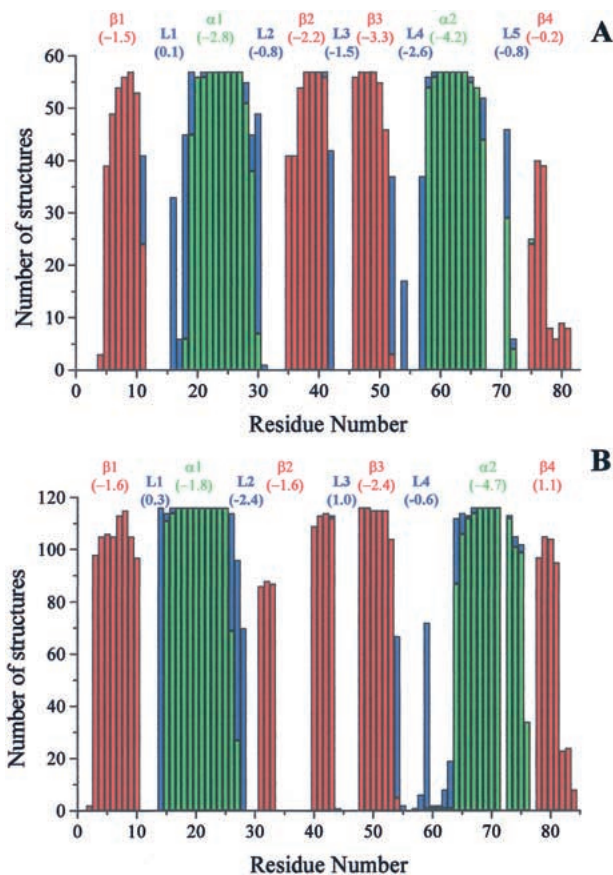 β1 L1 α1 L2 β2 L3 β3 L4 α2 L5 β4
(−1.5) (0.1) (−2.8) (−0.8) (−2.2) (−1.5) (−3.3) (−2.6) (−4.2) (−0.8) (−0.2)
A
60
50
40
30
20
10
0
Number of structures
0 10 20 30 40 50 60 70 80
Residue Number
B
β1 L1 α1 L2 β2 L3 β3 L4 α2 β4
(−1.6) (0.3) (−1.8) (−2.4) (−1.6) (1.0) (−2.4) (−0.6) (−4.7) (1.1)
120
100
80
60
40
20
0
Number of structures
0 10 20 30 40 50 60 70 80
Residue Number